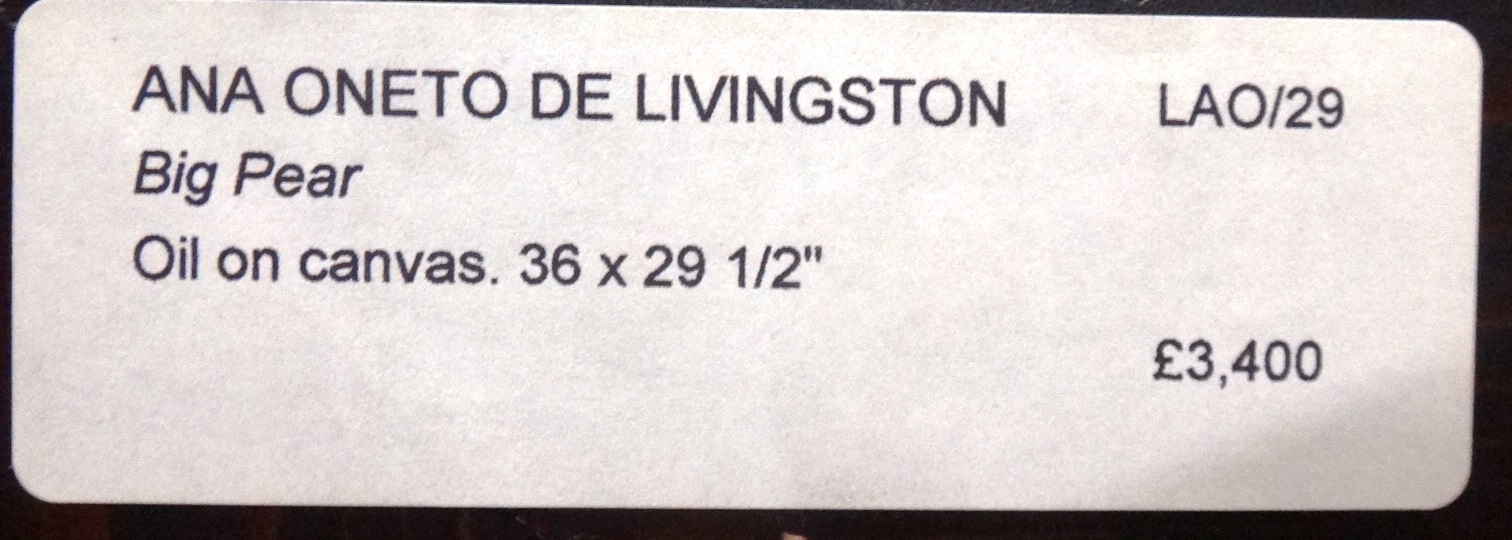 ANA ONETO DE LIVINGSTON LAO/29
Big Pear
Oil on canvas. 36 x 29 1/2"
£3,400